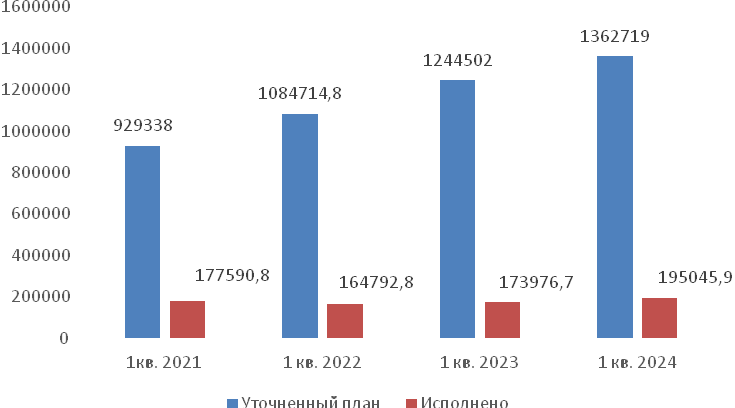 1600000
1400000
1200000
1000000
800000
600000
400000
200000
0
929338
1084714,8
1244502
1362719
177590,8
164792,8
173976,7
195045,9
1кв. 2021
1 кв. 2022
1 кв. 2023
1 кв. 2024
Уточненный план
Исполнено